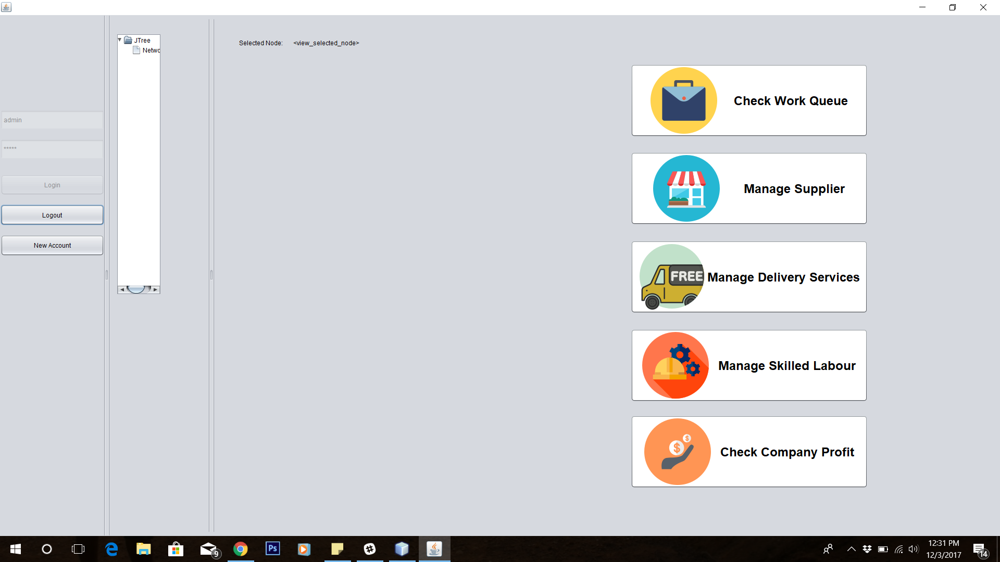 admin
*****
Login
Logout
New Account
JTree
Netwo
Selected Node: <view_selected_node>
Check Work Queue
Manage Supplier
FREE
Manage Delivery Services
Manage Skilled Labour
$ $
Check Company Profit
9
Ps
12:31 PM
12/3/2017
14